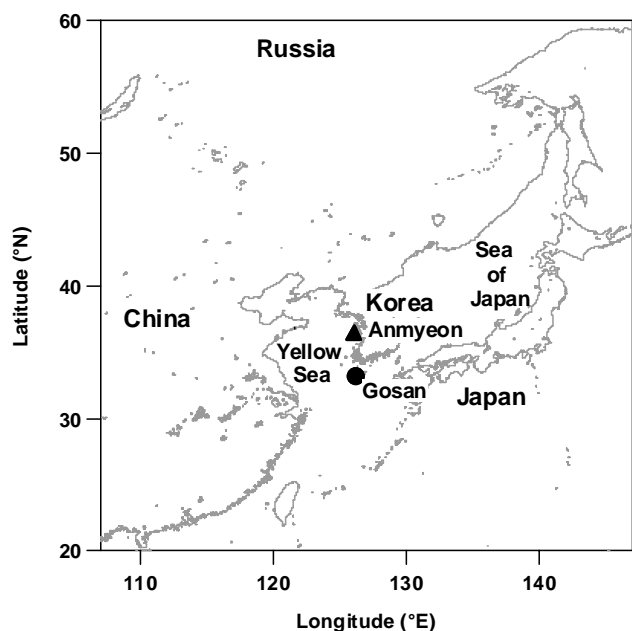 60
Russia
50
Latitude (°N)
Sea
of
Japan
40
Korea
China
Anmyeon
Yellow
Sea
Gosan
Japan
30
20
110
120
130
140
Longitude (°E)